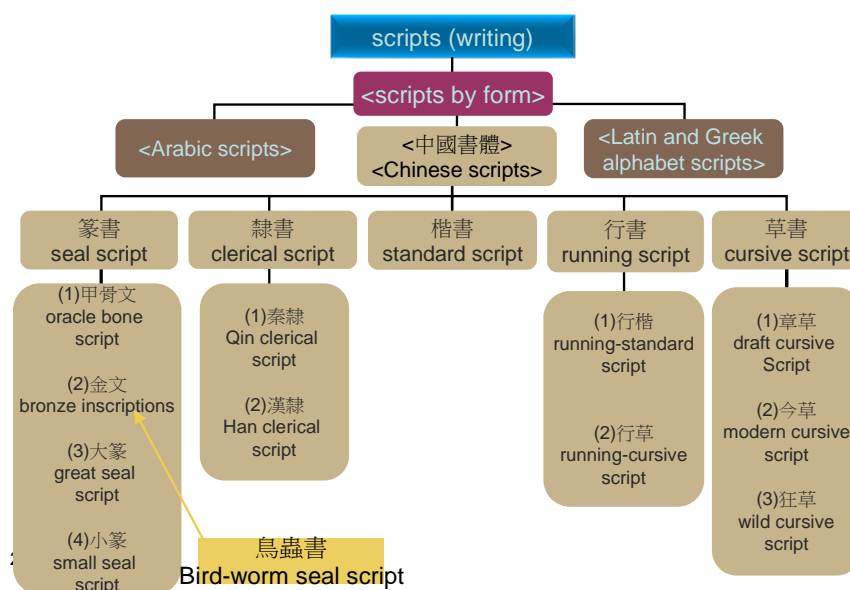 scripts (writing)
<scripts by form>
<Arabic scripts>
<中國書體>
<Chinese scripts>
<Latin and Greek
alphabet scripts>
篆書
seal script
隸書
clerical script
楷書
standard script
行書
running script
草書
cursive script
(1)甲骨文
oracle bone
script
(2)金文
bronze inscriptions
(3)大篆
great seal
script
(4)小篆
small seal
script
(1)秦隸
Qin clerical
script
(2)漢隸
Han clerical
script
(1)行楷
running-standard
script
(2)行草
running-cursive
script
(1)章草
draft cursive
Script
(2)今草
modern cursive
script
(3)狂草
wild cursive
script
鳥蟲書
Bird-worm seal script